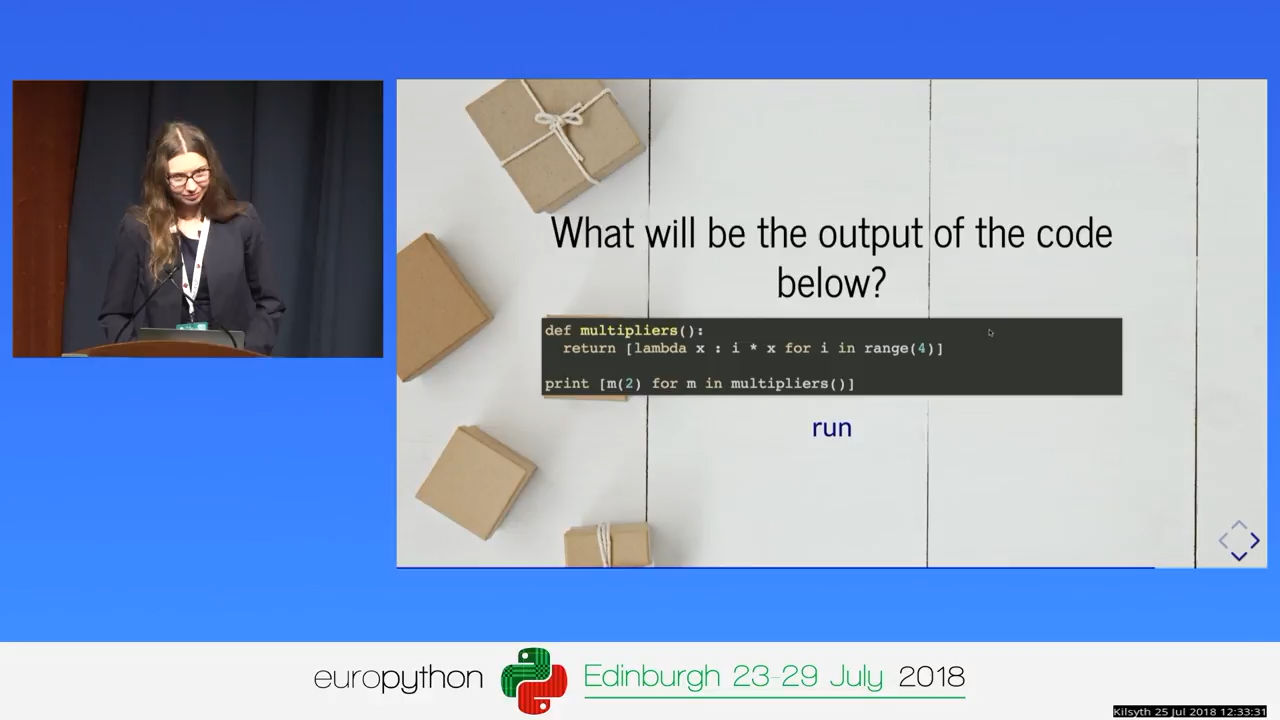 What will be the output of the code
below?
def multipliers():
  return [lambda x : i * x for i in range(4)]
print [m(2) for m in multipliers()]
run
europython
Edinburgh 23-29 July 2018
Kilsyth 25 Jul 2018 12:33:31